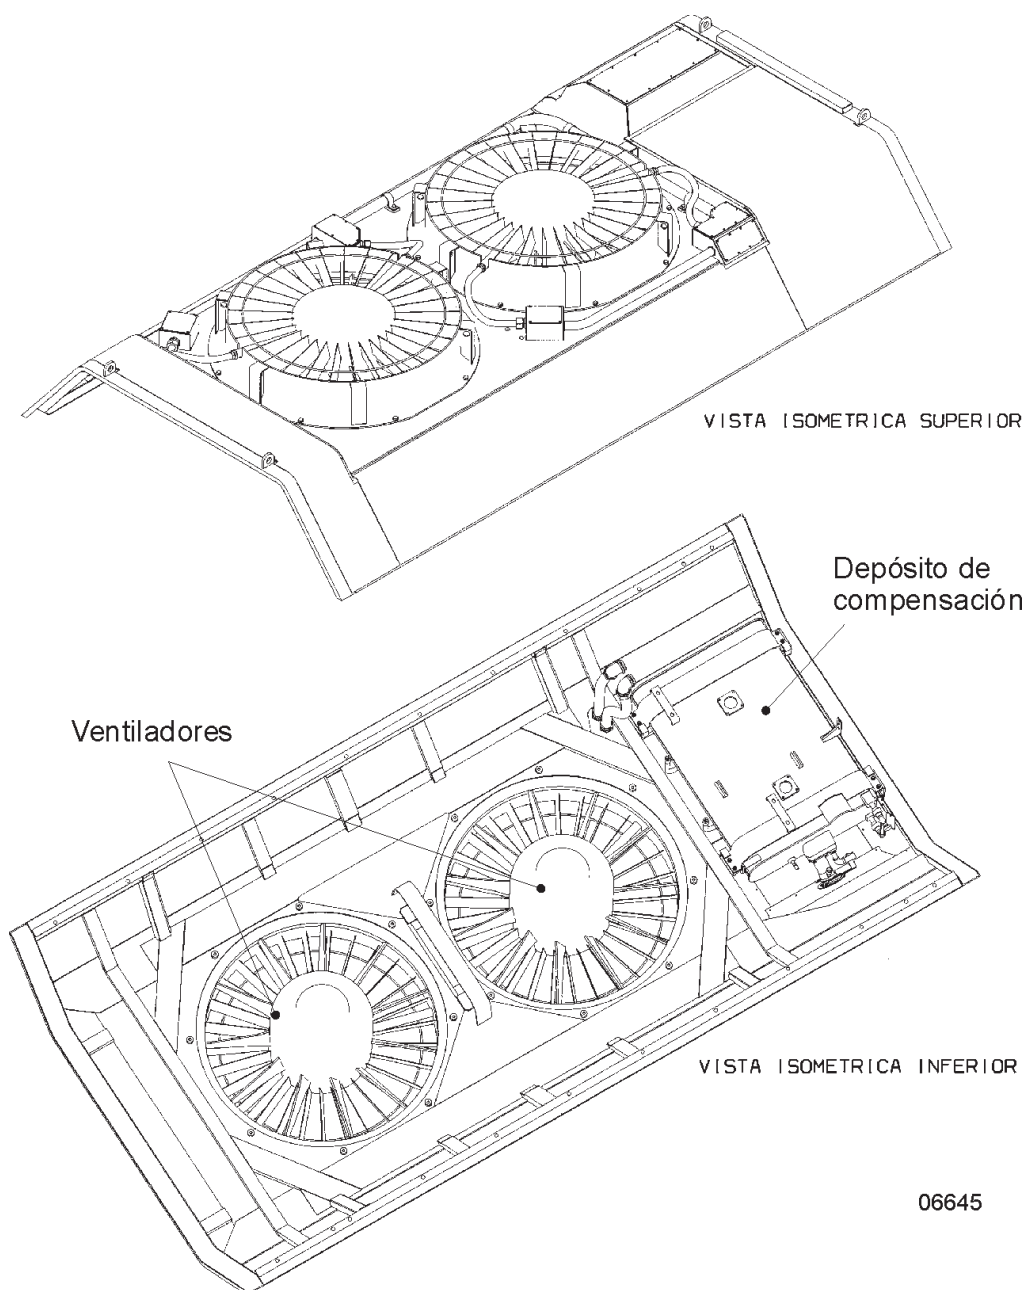 VISTA ISOMETRICA SUPERIOR
Depósito de
compensación
Ventiladores
VISTA ISOMETRICA INFERIOR
06645